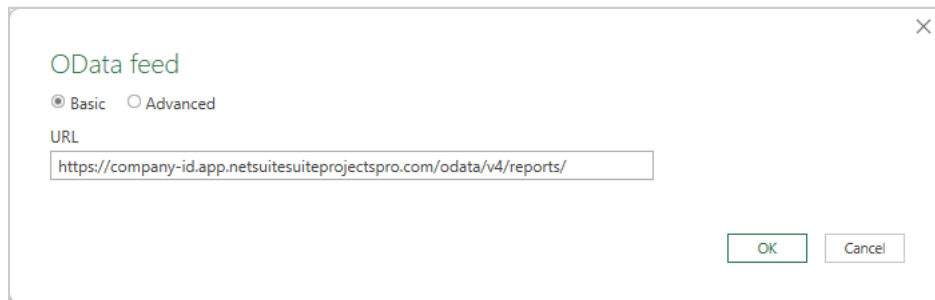 OData feed
Basic Advanced
URL
https://company-id.app.netsuitesuiteprojectspro.com/odata/v4/reports/
OK Cancel